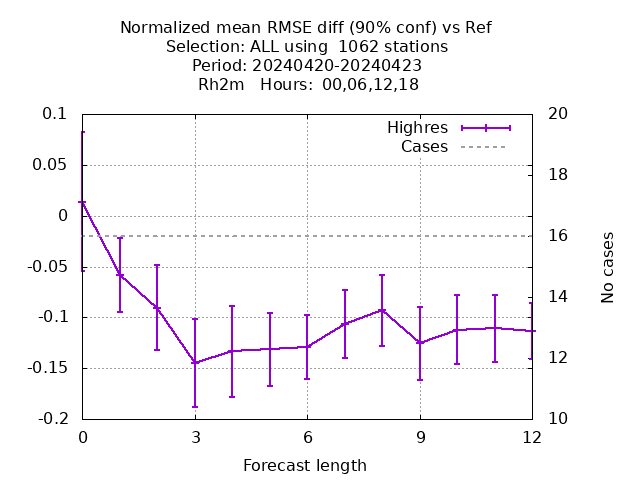 Normalized mean RMSE diff (90% conf) vs Ref
Selection: ALL using  1062 stations
Period: 20240420-20240423
Rh2m   Hours:  00,06,12,18
Highres
Cases
0.1
0.05
0
-0.05
-0.1
-0.15
-0.2
20
18
16
14
12
10
No cases
0 3 6 9 12
Forecast length